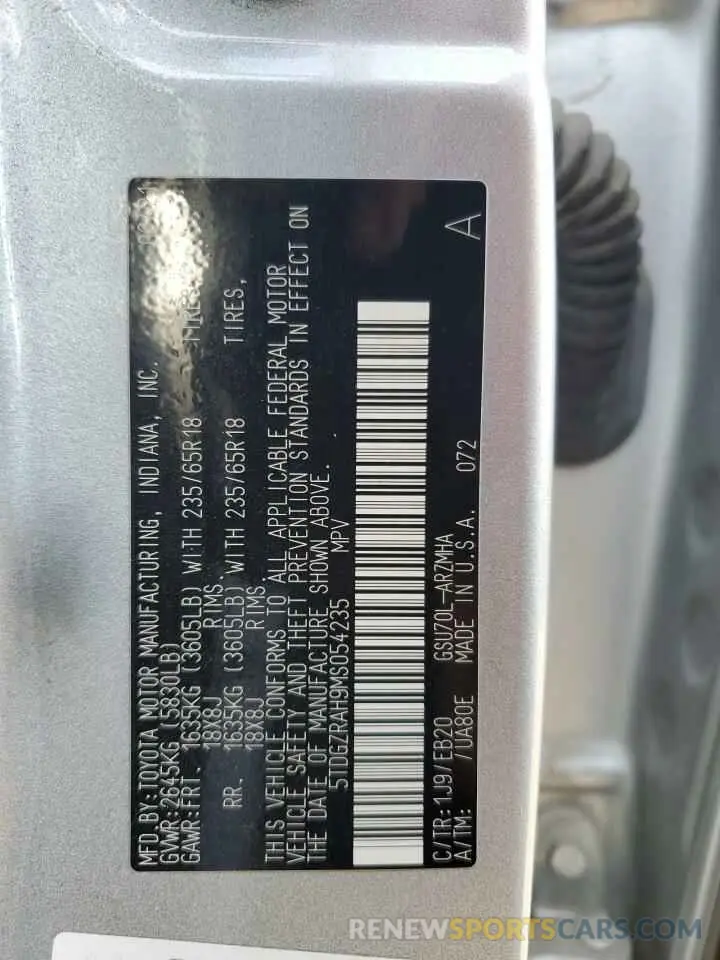 MFD.BY:TOYOTA MOTOR MANUFACTURING, INDIANA, INC.
GVWR:2645KG (5830LB)
GAWR:FRT. 1635KG (3605LB) WITH 235/65R18
18X8J RIMS.
RR. 1635KG (3605LB) WITH 235/65R18 TIRES,
18X8J RIMS.
THIS VEHICLE CONFORMS TO ALL APPLICABLE FEDERAL MOTOR
VEHICLE SAFETY AND THEFT PREVENTION STANDARDS IN EFFECT ON
THE DATE OF MANUFACTURE SHOWN ABOVE.
5TDGZRAH9MS054235 MPV
C/TR:1J9/EB20 GSU70L-ARZMHA
A/TM: /UA80E MADE IN U.S.A. 072 A
RENEWSPORTSCARS.COM